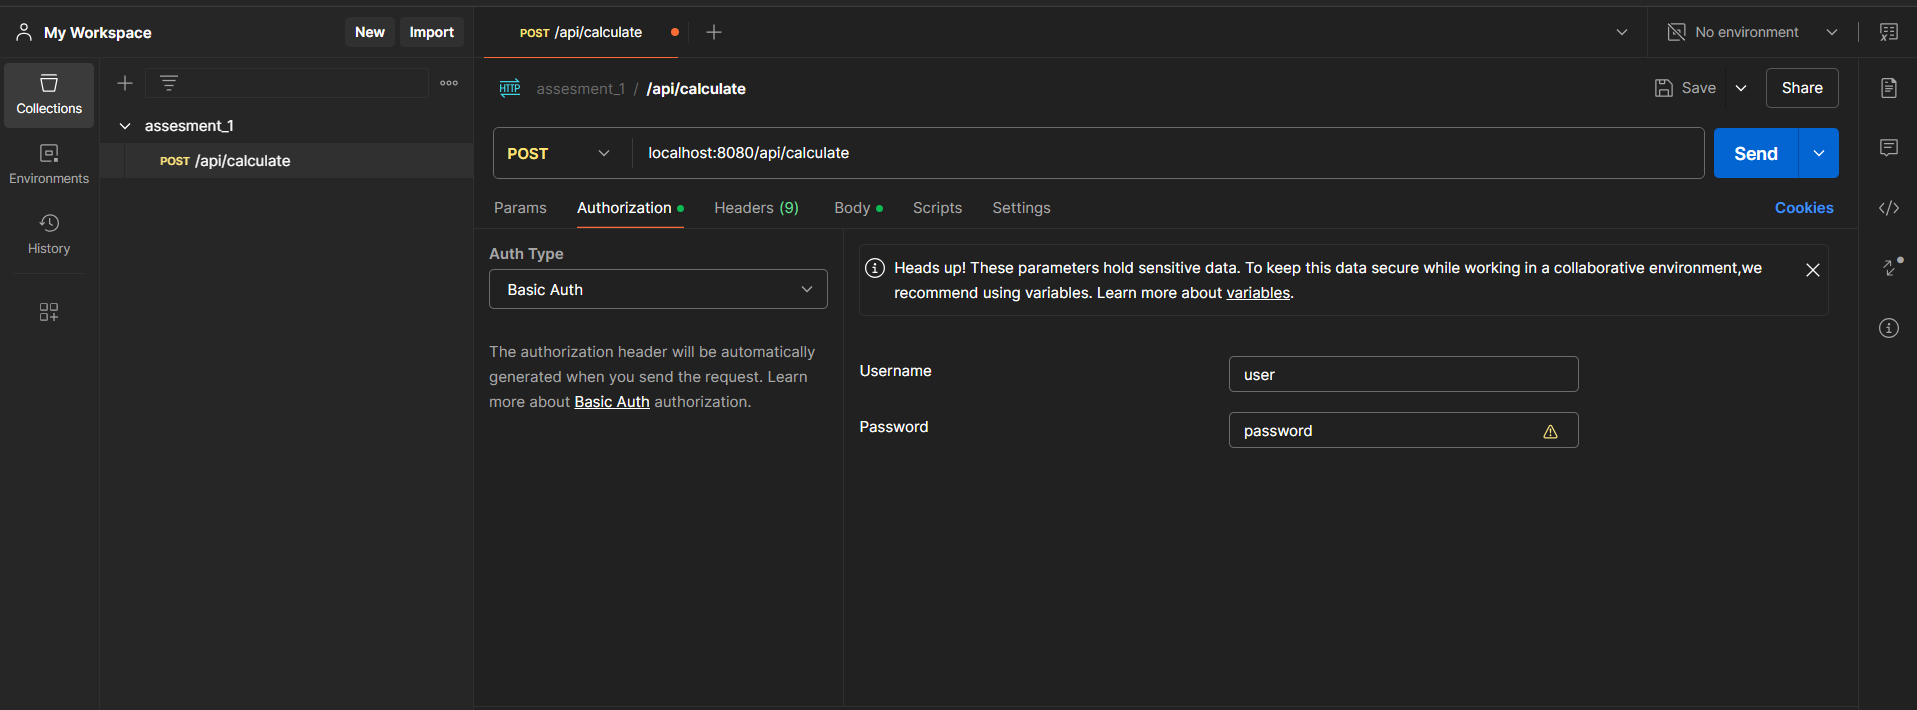 My Workspace
New
Import
POST /api/calculate
No environment
Collections
Environments
History
assesment_1
POST /api/calculate
HTTP
assesment_1 / /api/calculate
Save
Share
POST
localhost:8080/api/calculate
Send
Params
Authorization
Headers (9)
Body
Scripts
Settings
Cookies
Auth Type
Basic Auth
The authorization header will be automatically
generated when you send the request. Learn
more about Basic Auth authorization.
Heads up! These parameters hold sensitive data. To keep this data secure while working in a collaborative environment,we
recommend using variables. Learn more about variables.
Username
user
Password
password